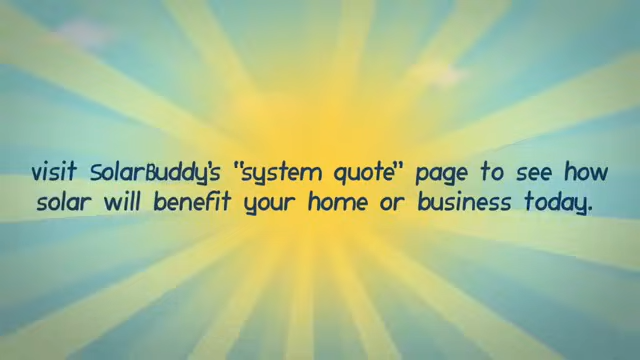 visit SolarBuddy's "system quote" page to see how
solar will benefit your home or business today.